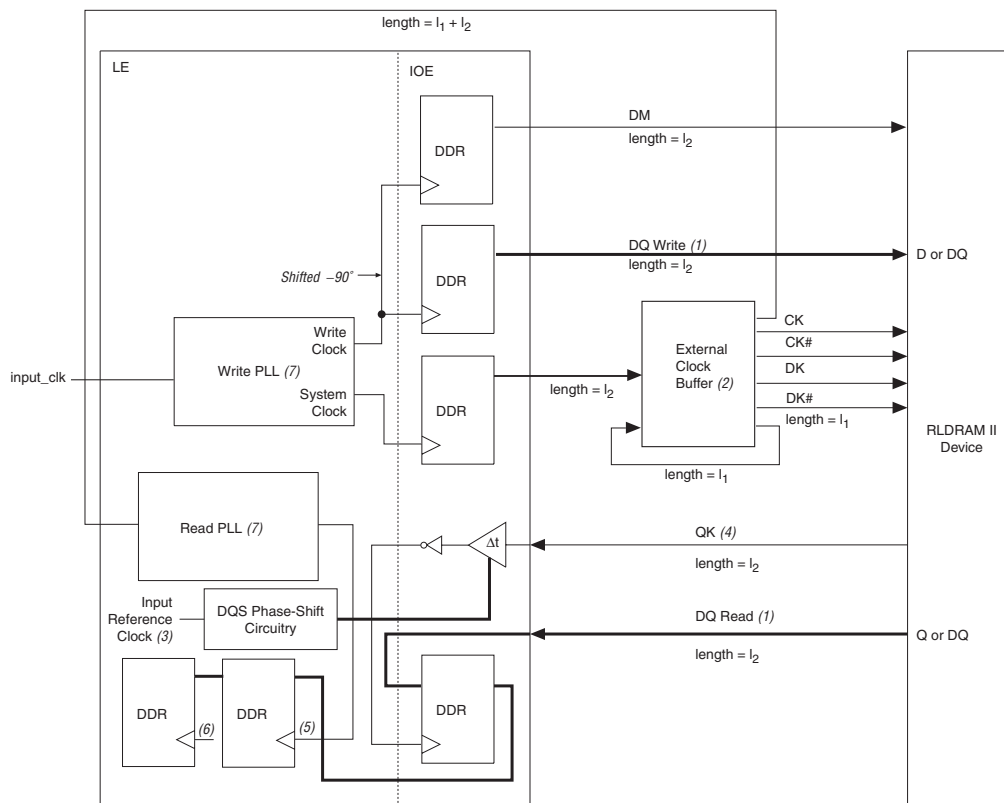 length = l1 + l2
LE
IOE
DM
length = l2
DDR
DQ Write (1)
length = l2
D or DQ
DDR
Shifted −90°
Write
Clock
Write PLL (7)
System
Clock
input_clk
DDR
length = l2
External
Clock
Buffer (2)
CK
CK#
DK
DK#
length = l1
length = l1
RLDRAM II
Device
Read PLL (7)
Δt
QK (4)
length = l2
Input
Reference
Clock (3)
DQS Phase-Shift
Circuitry
DQ Read (1)
length = l2
Q or DQ
DDR
(6)
DDR
(5)
DDR